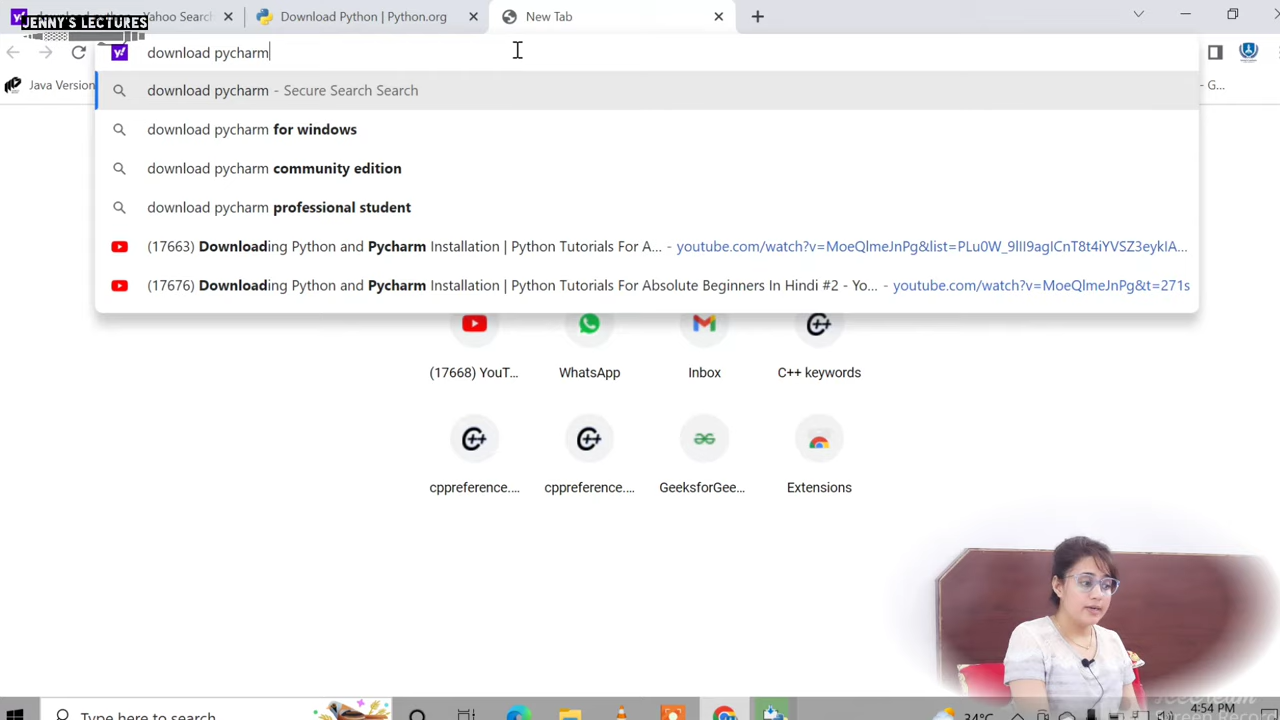 JENNY'S LECTURES
Yahoo Search
Download Python | Python.org
New Tab
download pycharm
Java Version
G...
download pycharm - Secure Search Search
download pycharm for windows
download pycharm community edition
download pycharm professional student
(17663) Downloading Python and Pycharm Installation | Python Tutorials For A... - youtube.com/watch?v=MoeQlmeJnPg&list=PLu0W_9lII9agICnT8t4iYVSZ3eykIA...
(17676) Downloading Python and Pycharm Installation | Python Tutorials For Absolute Beginners In Hindi #2 - Yo... - youtube.com/watch?v=MoeQlmeJnPg&t=271s
(17668) YouT...
WhatsApp
Inbox
C++ keywords
cppreference....
cppreference....
GeeksforGee...
Extensions
Type here to search
34°C
4:54 PM